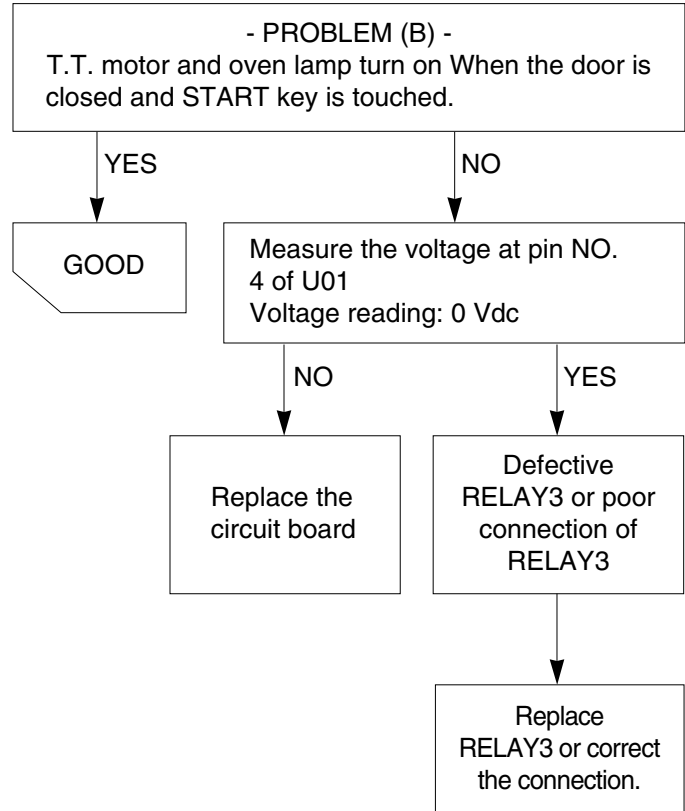 - PROBLEM (B) -
T.T. motor and oven lamp turn on When the door is
closed and START key is touched.
YES
NO
GOOD
Measure the voltage at pin NO.
4 of U01
Voltage reading: 0 Vdc
NO
YES
Replace the
circuit board
Defective
RELAY3 or poor
connection of
RELAY3
Replace
RELAY3 or correct
the connection.